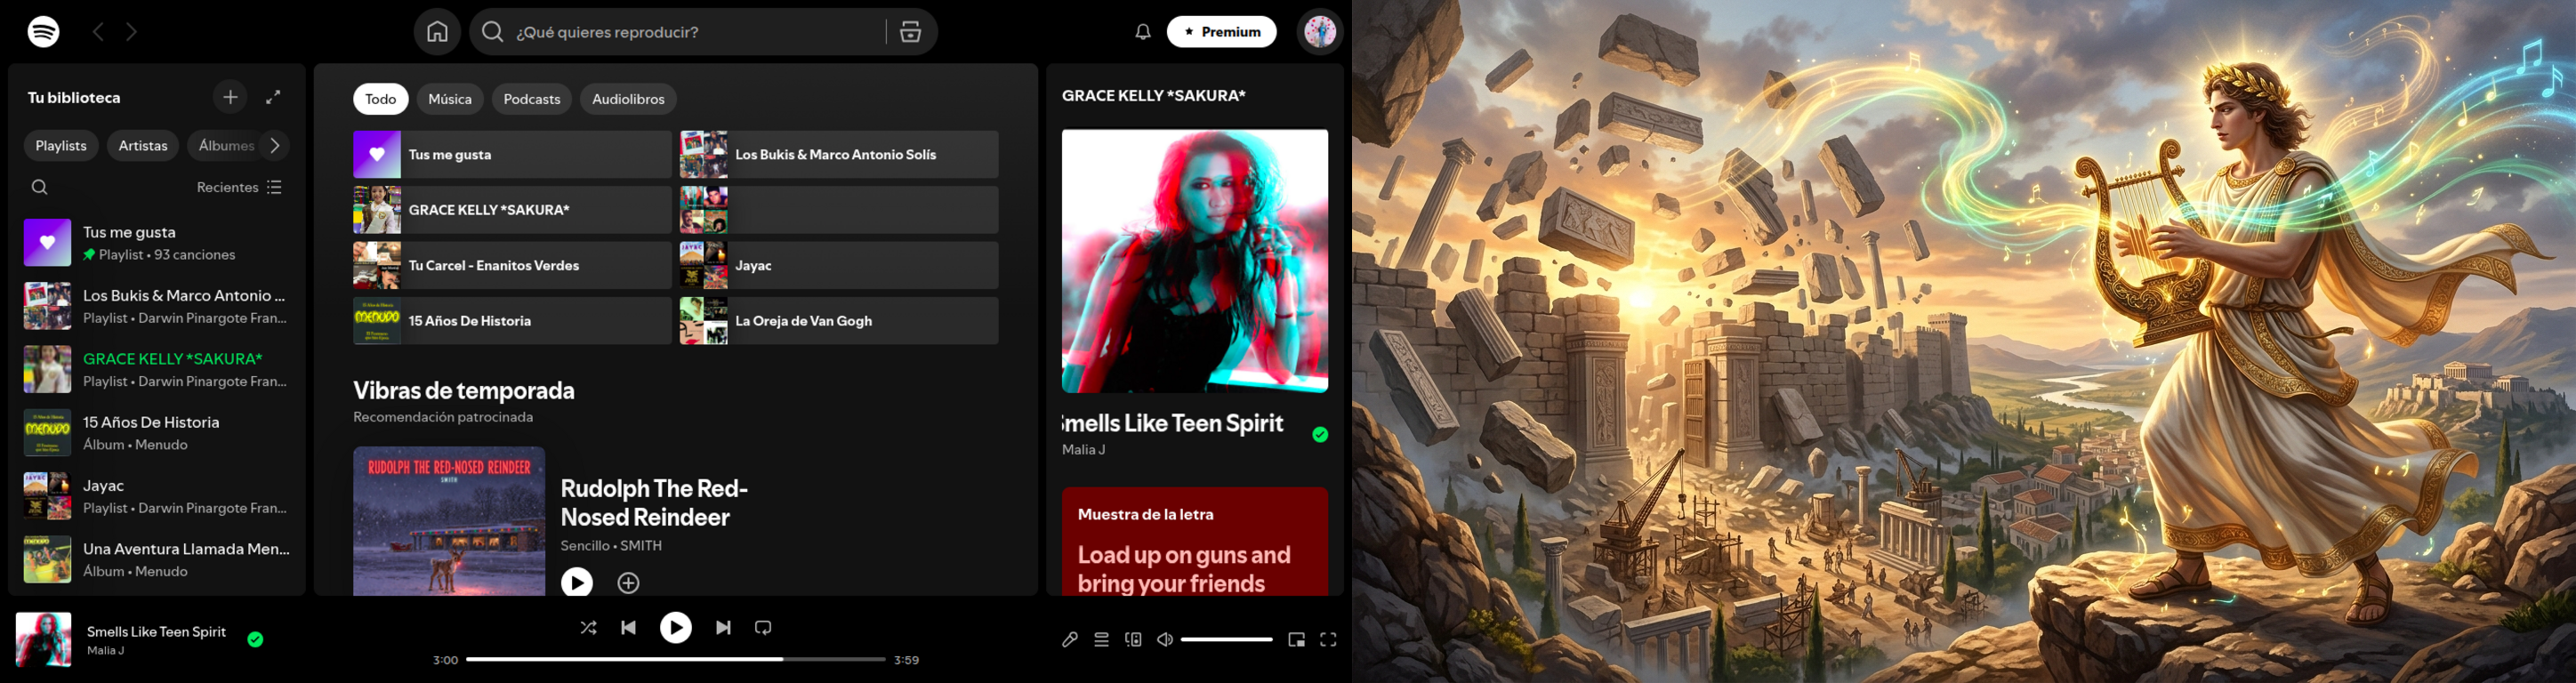 ¿Qué quieres reproducir?
Premium
Tu biblioteca
Playlists
Artistas
Álbumes
Recientes
Tus me gusta
Playlist • 93 canciones
Los Bukis & Marco Antonio ...
Playlist • Darwin Pinargote Fran...
GRACE KELLY *SAKURA*
Playlist • Darwin Pinargote Fran...
15 Años De Historia
Álbum • Menudo
Jayac
Playlist • Darwin Pinargote Fran...
Una Aventura Llamada Men...
Álbum • Menudo
Todo
Música
Podcasts
Audiolibros
Tus me gusta
Los Bukis & Marco Antonio Solís
GRACE KELLY *SAKURA*
Tu Carcel - Enanitos Verdes
JAYAC
Jayac
MENUDO
15 Años De Historia
La Oreja de Van Gogh
Vibras de temporada
Recomendación patrocinada
RUDOLPH THE RED-NOSED REINDEER
SMITH
Rudolph The Red-
Nosed Reindeer
Sencillo • SMITH
GRACE KELLY *SAKURA*
Smells Like Teen Spirit
Malia J
Muestra de la letra
Load up on guns and
bring your friends
Smells Like Teen Spirit
Malia J
3:00
3:59